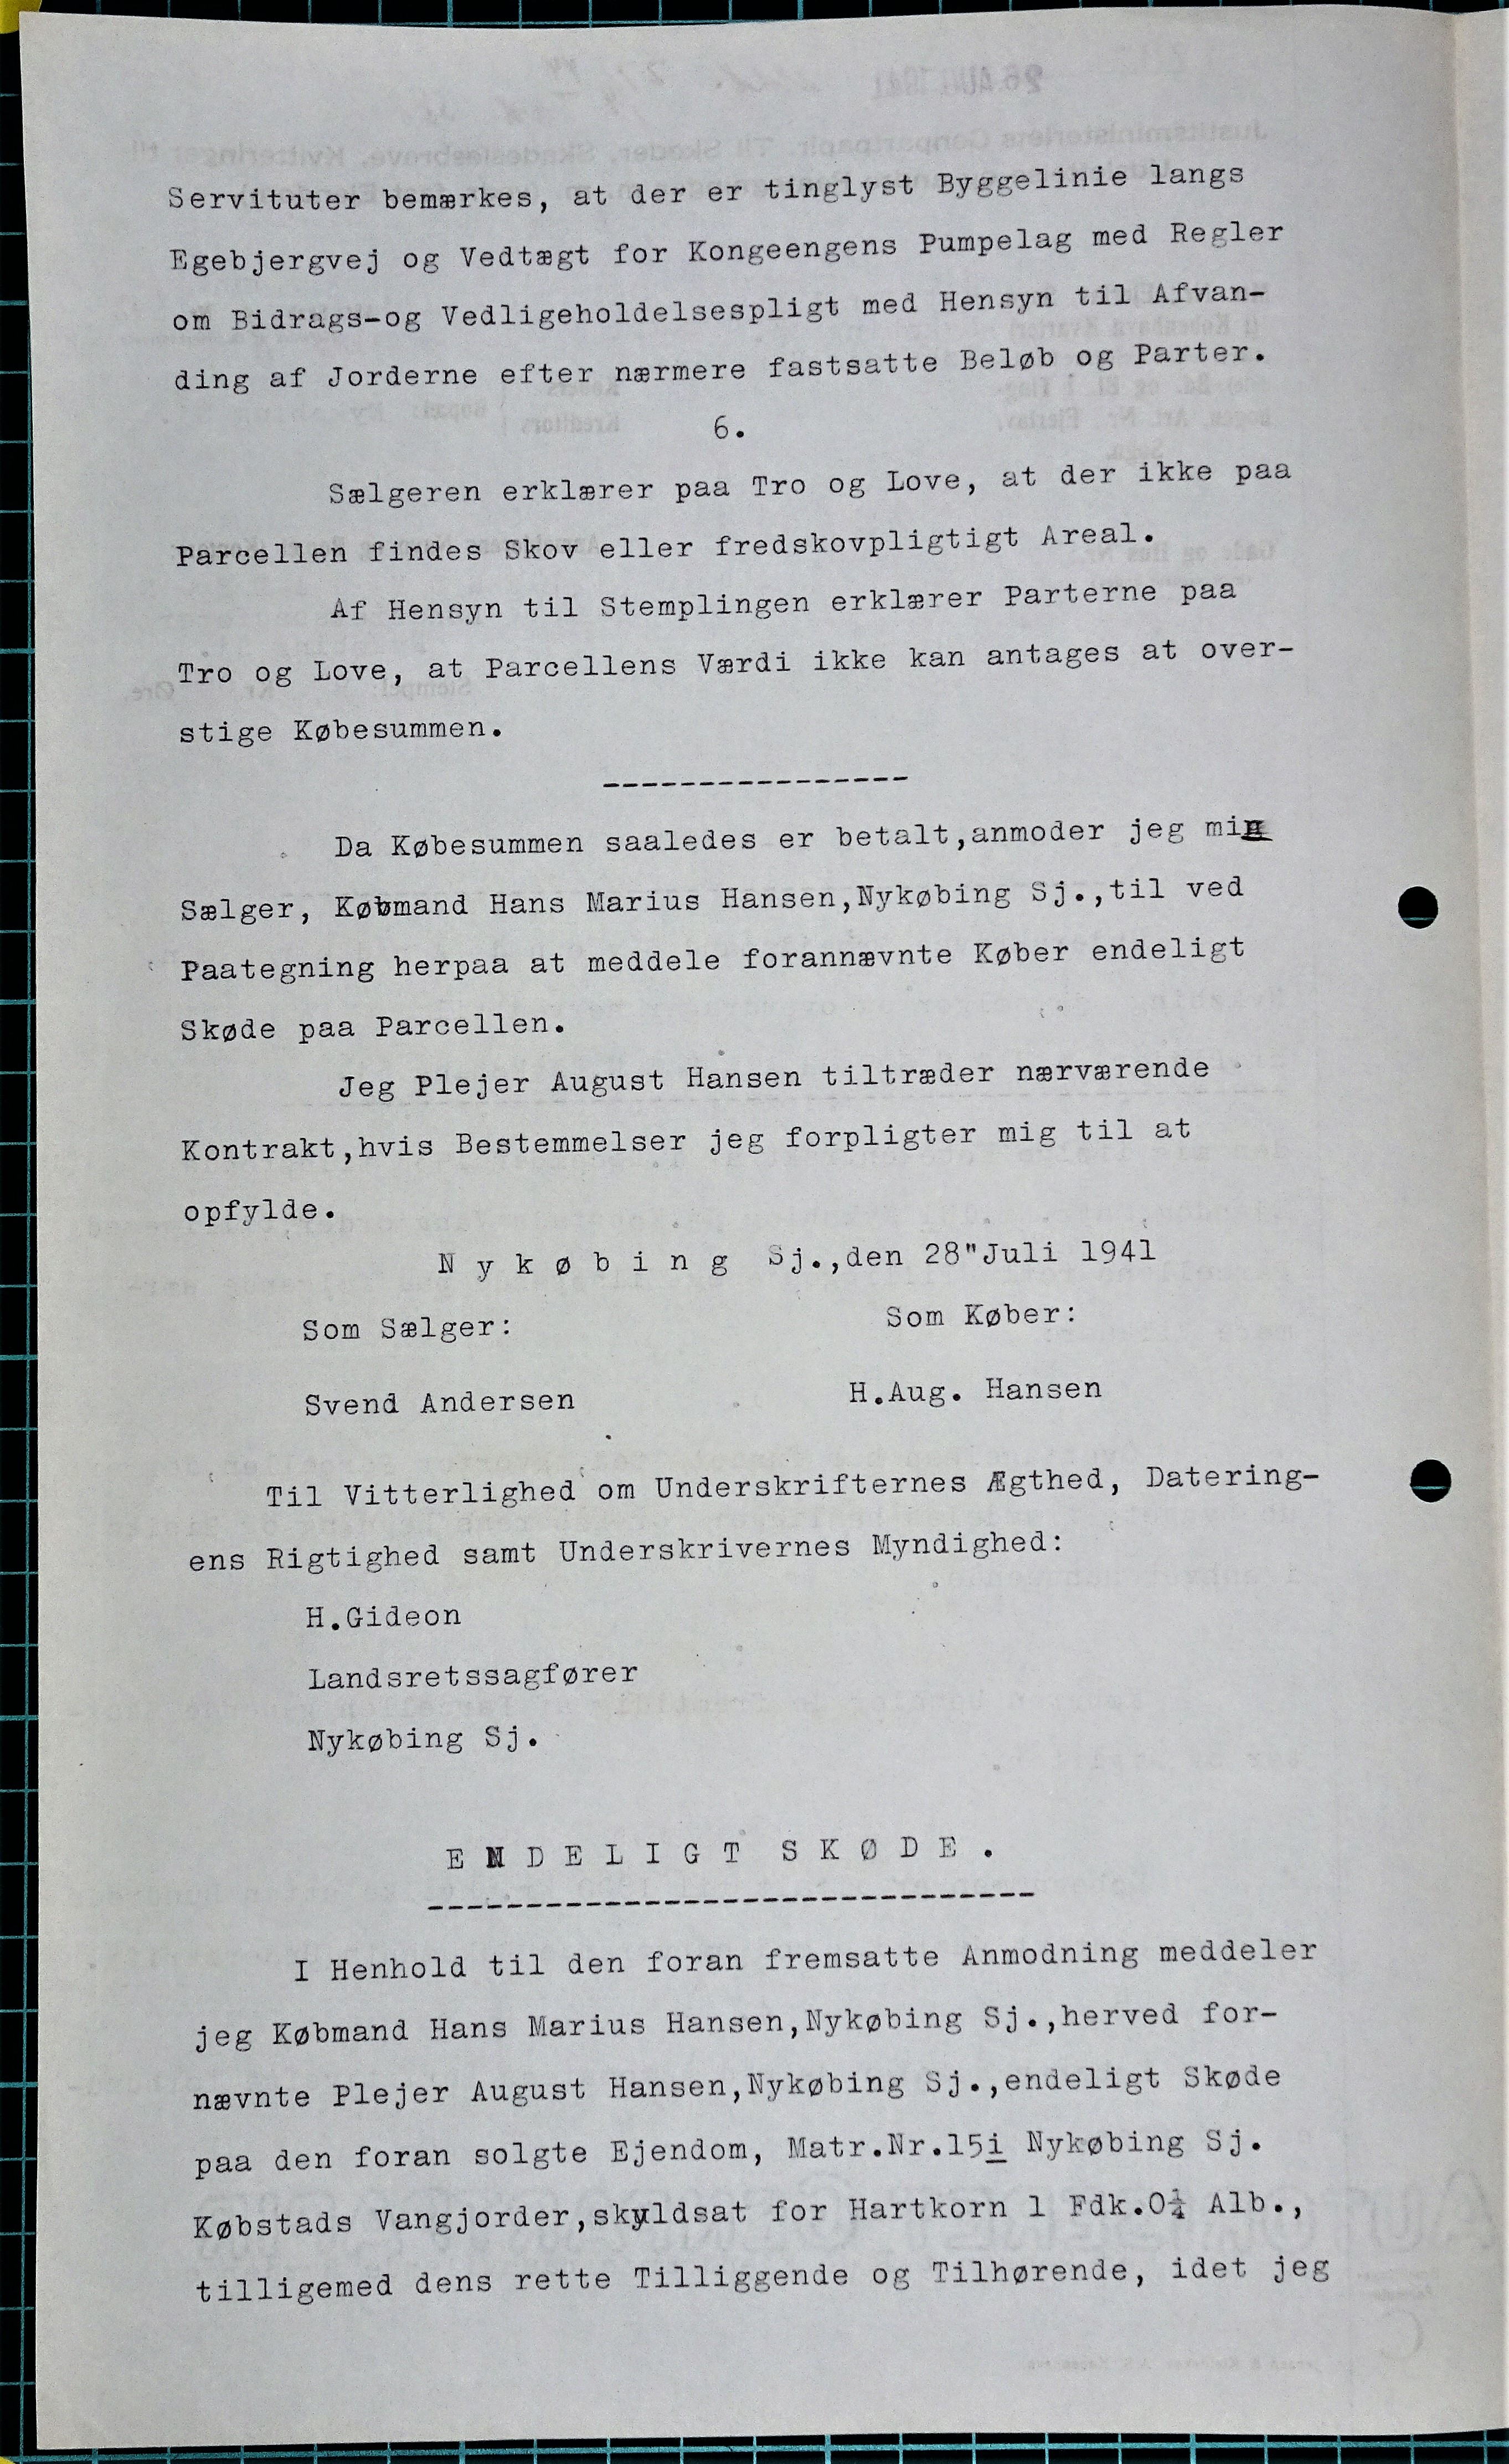 Servituter bemærkes, at der er tinglyst Byggelinie langs
Egebjergvej og Vedtægt for Kongeengens Pumpelag med Regler
om Bidrags-og Vedligeholdelsespligt med Hensyn til Afvan-
ding af Jorderne efter nærmere fastsatte Beløb og Parter.
6.
Sælgeren erklærer paa Tro og Love, at der ikke paa
Parcellen findes Skov eller fredskovpligtigt Areal.
Af Hensyn til Stemplingen erklærer Parterne paa
Tro og Love, at Parcellens Værdi ikke kan antages at over-
stige Købesummen.
----------------
Da Købesummen saaledes er betalt,anmoder jeg min
Sælger, Købmand Hans Marius Hansen,Nykøbing Sj.,til ved
Paategning herpaa at meddele forannævnte Køber endeligt
Skøde paa Parcellen.
Jeg Plejer August Hansen tiltræder nærværende
Kontrakt,hvis Bestemmelser jeg forpligter mig til at
opfylde.
N y k ø b i n g Sj.,den 28"Juli 1941
Som Sælger: Som Køber:
Svend Andersen H.Aug. Hansen
Til Vitterlighed om Underskrifternes Ægthed, Datering-
ens Rigtighed samt Underskrivernes Myndighed:
H.Gideon
Landsretssagfører
Nykøbing Sj.
E N D E L I G T S K Ø D E .
-------------------------------
I Henhold til den foran fremsatte Anmodning meddeler
jeg Købmand Hans Marius Hansen,Nykøbing Sj.,herved for-
nævnte Plejer August Hansen,Nykøbing Sj.,endeligt Skøde
paa den foran solgte Ejendom, Matr.Nr.15i Nykøbing Sj.
Købstads Vangjorder,skyldsat for Hartkorn 1 Fdk.0¼ Alb.,
tilligemed dens rette Tilliggende og Tilhørende, idet jeg